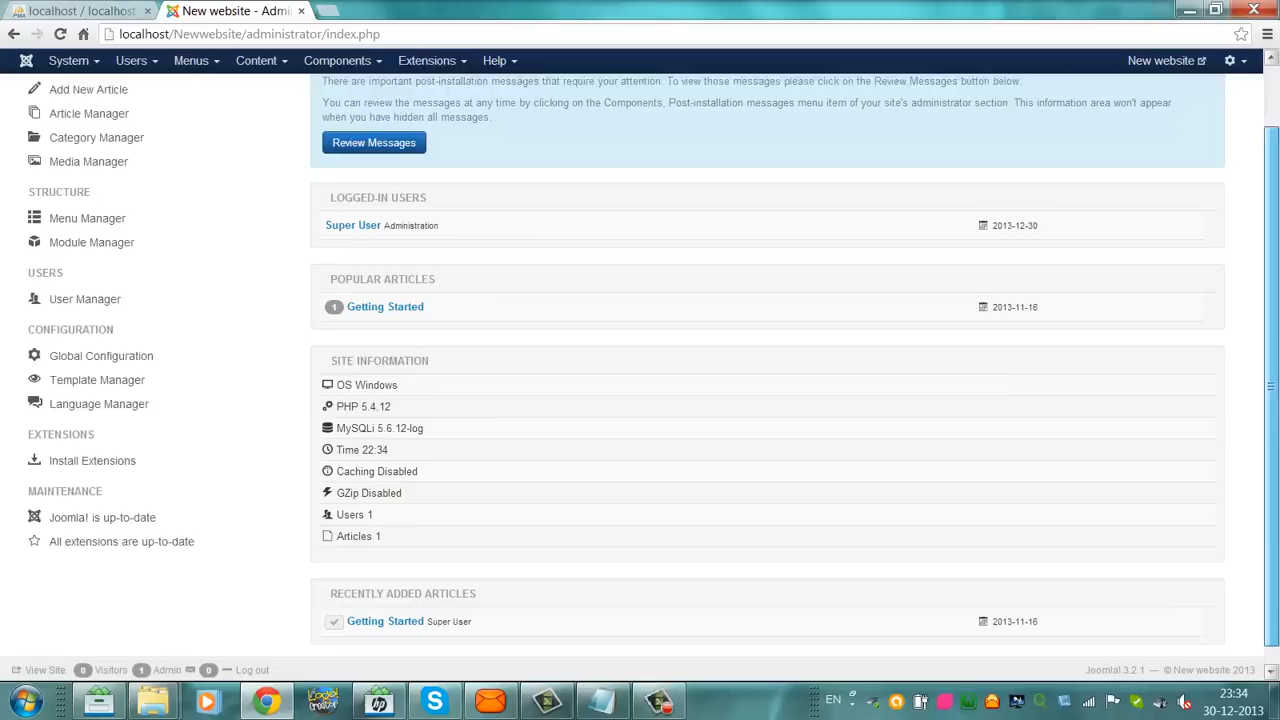 localhost / localhost
New website - Admi
localhost/Newwebsite/administrator/index.php
System Users Menus Content Components Extensions Help New website
There are important post-installation messages that require your attention. To view those messages please click on the Review Messages button below.
You can review the messages at any time by clicking on the Components, Post-installation messages menu item of your site's administrator section. This information area won't appear
when you have hidden all messages.
Review Messages
Add New Article
Article Manager
Category Manager
Media Manager
STRUCTURE
Menu Manager
Module Manager
USERS
User Manager
CONFIGURATION
Global Configuration
Template Manager
Language Manager
EXTENSIONS
Install Extensions
MAINTENANCE
Joomla! is up-to-date
All extensions are up-to-date
LOGGED-IN USERS
Super User Administration 2013-12-30
POPULAR ARTICLES
1 Getting Started 2013-11-16
SITE INFORMATION
OS Windows
PHP 5.4.12
MySQLi 5.6.12-log
Time 22:34
Caching Disabled
GZip Disabled
Users 1
Articles 1
RECENTLY ADDED ARTICLES
Getting Started Super User 2013-11-16
View Site 0 Visitors 1 Admin 0 Log out Joomla! 3.2.1 — © New website 2013
EN 23:34
30-12-2013